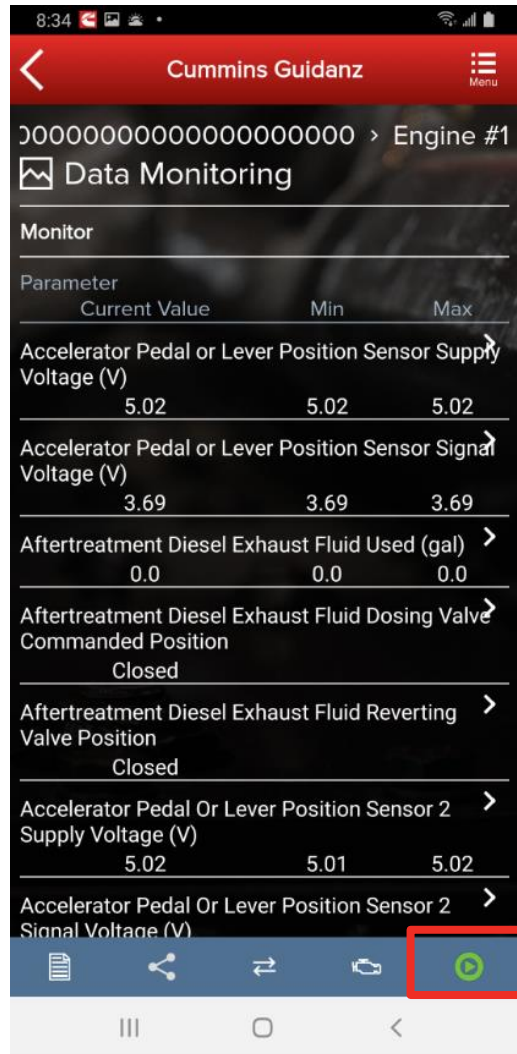 8:34
Cummins Guidanz
Menu
00000000000000000000 > Engine #1
Data Monitoring
Monitor
Parameter
Current Value Min Max
Accelerator Pedal or Lever Position Sensor Supply
Voltage (V)
5.02 5.02 5.02
Accelerator Pedal or Lever Position Sensor Signal
Voltage (V)
3.69 3.69 3.69
Aftertreatment Diesel Exhaust Fluid Used (gal)
0.0 0.0 0.0
Aftertreatment Diesel Exhaust Fluid Dosing Valve
Commanded Position
Closed
Aftertreatment Diesel Exhaust Fluid Reverting
Valve Position
Closed
Accelerator Pedal Or Lever Position Sensor 2
Supply Voltage (V)
5.02 5.01 5.02
Accelerator Pedal Or Lever Position Sensor 2
Signal Voltage (V)